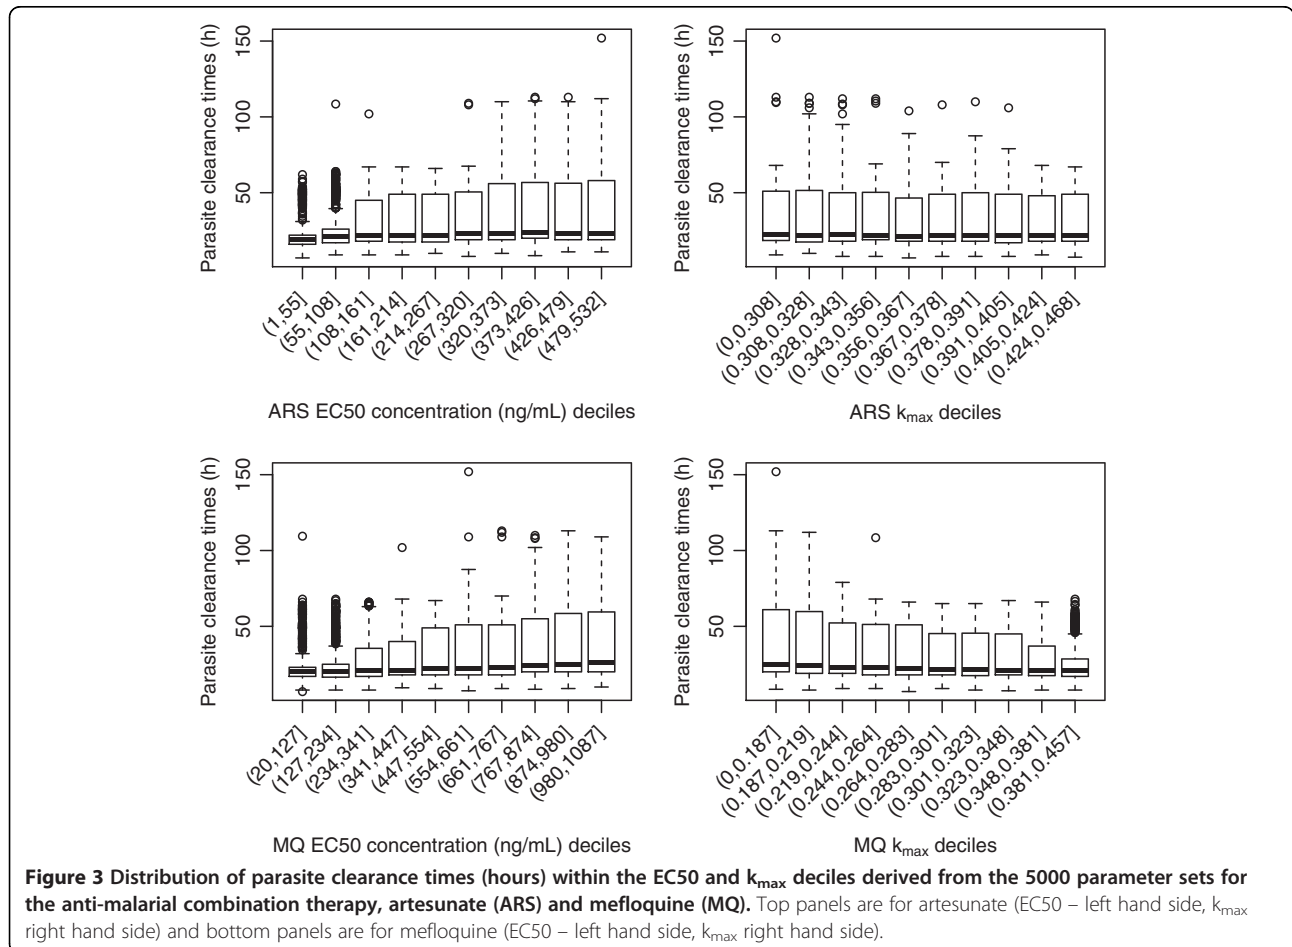 Parasite clearance times (h)
50 100 150
(1,55]
(55,108]
(108,161]
(161,214]
(214,267]
(267,320]
(320,373]
(373,426]
(426,479]
(479,532]
ARS EC50 concentration (ng/mL) deciles
Parasite clearance times (h)
50 100 150
(0,0.308]
(0.308,0.328]
(0.328,0.343]
(0.343,0.356]
(0.356,0.367]
(0.367,0.378]
(0.378,0.391]
(0.391,0.405]
(0.405,0.424]
(0.424,0.468]
ARS kmax deciles
Parasite clearance times (h)
50 100 150
(20,127]
(127,234]
(234,341]
(341,447]
(447,554]
(554,661]
(661,767]
(767,874]
(874,980]
(980,1087]
MQ EC50 concentration (ng/mL) deciles
Parasite clearance times (h)
50 100 150
(0,0.187]
(0.187,0.219]
(0.219,0.244]
(0.244,0.264]
(0.264,0.283]
(0.283,0.301]
(0.301,0.323]
(0.323,0.348]
(0.348,0.381]
(0.381,0.457]
MQ kmax deciles
Figure 3 Distribution of parasite clearance times (hours) within the EC50 and kmax deciles derived from the 5000 parameter sets for
the anti-malarial combination therapy, artesunate (ARS) and mefloquine (MQ). Top panels are for artesunate (EC50 – left hand side, kmax
right hand side) and bottom panels are for mefloquine (EC50 – left hand side, kmax right hand side).